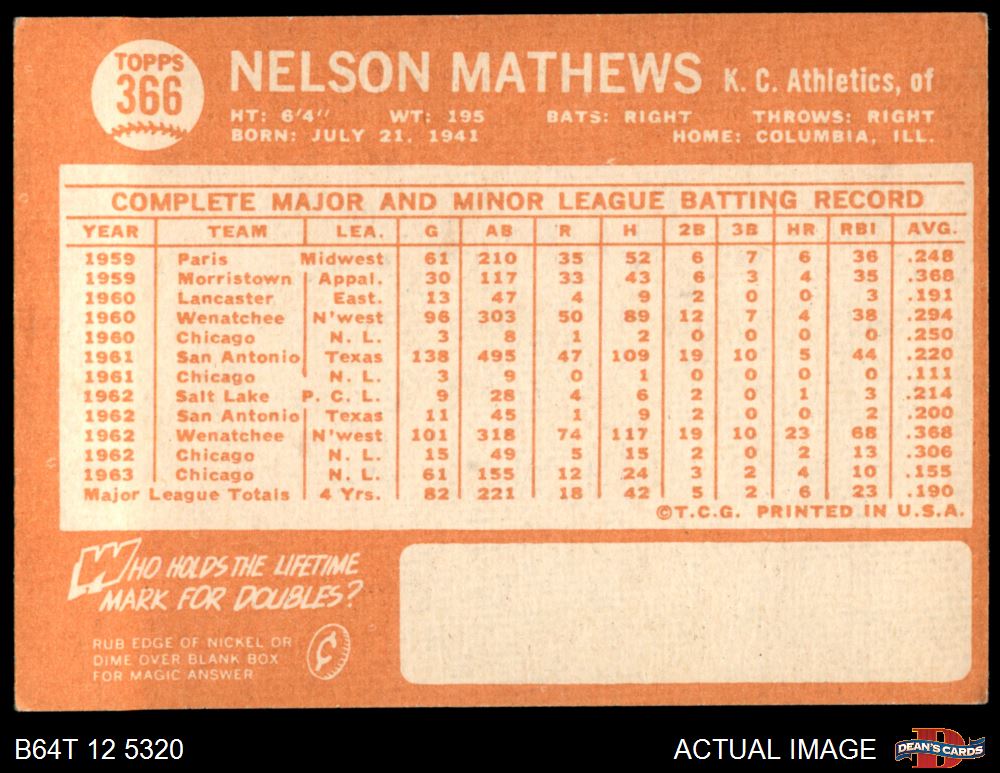 TOPPS
366
NELSON MATHEWS K. C. Athletics, of
HT: 6'4" WT: 195 BATS: RIGHT THROWS: RIGHT
BORN: JULY 21, 1941 HOME: COLUMBIA, ILL.
COMPLETE MAJOR AND MINOR LEAGUE BATTING RECORD
YEAR TEAM LEA. G AB R H 2B 3B HR RBI AVG.
1959 Paris Midwest 61 210 35 52 6 7 6 36 .248
1959 Morristown Appal. 30 117 33 43 6 3 4 35 .368
1960 Lancaster East. 13 47 4 9 2 0 0 3 .191
1960 Wenatchee N'west 96 303 50 89 12 7 4 38 .294
1960 Chicago N. L. 3 8 1 2 0 0 0 0 .250
1961 San Antonio Texas 138 495 47 109 19 10 5 44 .220
1961 Chicago N. L. 3 9 0 1 0 0 0 0 .111
1962 Salt Lake P. C. L. 9 28 4 6 2 0 1 3 .214
1962 San Antonio Texas 11 45 1 9 2 0 0 2 .200
1962 Wenatchee N'west 101 318 74 117 19 10 23 68 .368
1962 Chicago N. L. 15 49 5 15 2 0 2 13 .306
1963 Chicago N. L. 61 155 12 24 3 2 4 10 .155
Major League Totals 4 Yrs. 82 221 18 42 5 2 6 23 .190
©T.C.G. PRINTED IN U.S.A.
WHO HOLDS THE LIFETIME
MARK FOR DOUBLES?
RUB EDGE OF NICKEL OR
DIME OVER BLANK BOX
FOR MAGIC ANSWER
¢
B64T 12 5320 ACTUAL IMAGE
D
DEAN'S CARDS